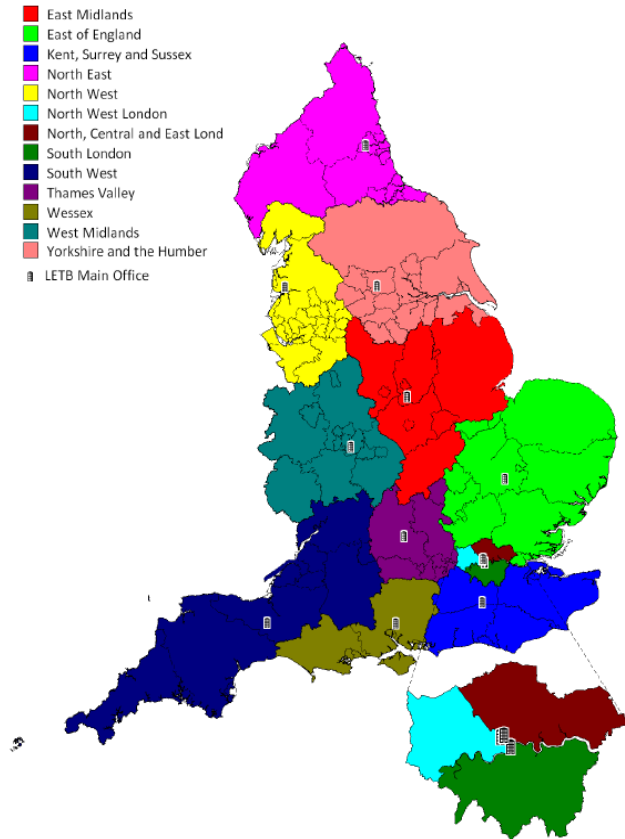 East Midlands
East of England
Kent, Surrey and Sussex
North East
North West
North West London
North, Central and East Lond
South London
South West
Thames Valley
Wessex
West Midlands
Yorkshire and the Humber
LETB Main Office